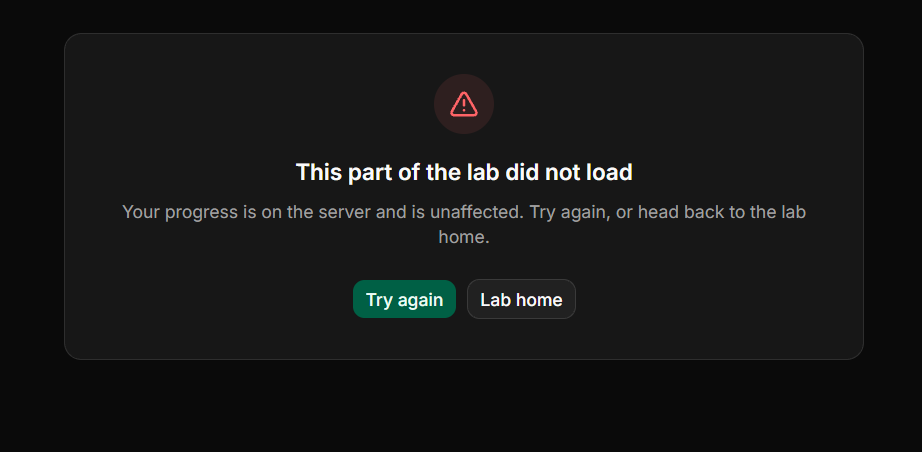 This part of the lab did not load
Your progress is on the server and is unaffected. Try again, or head back to the lab
home.
Try again
Lab home